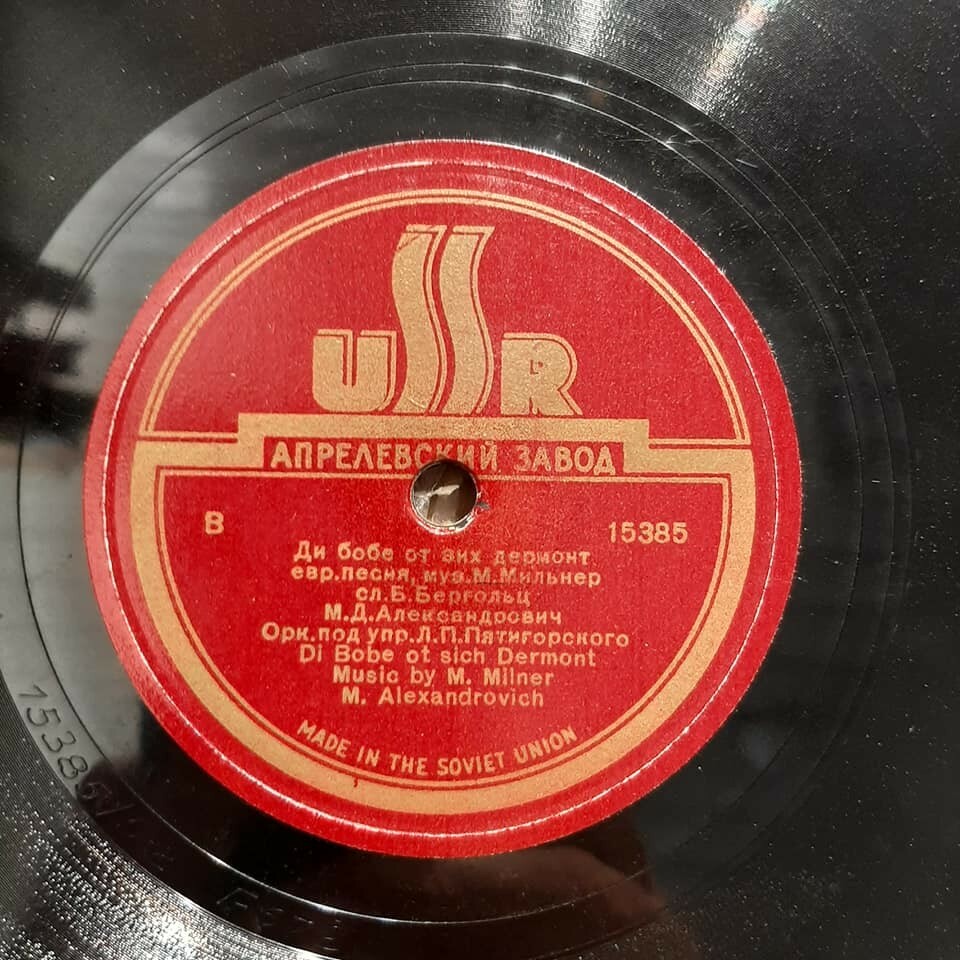 USSR
АПРЕЛЕВСКИЙ ЗАВОД
В 15385
Ди бобе от зих дермонт
евр.песня, муз.М.Мильнер
сл.Б.Бергольц
М.Д.Александрович
Орк.под упр.Л.П.Пятигорского
Di Bobe ot sich Dermont
Music by M. Milner
M. Alexandrovich
MADE IN THE SOVIET UNION
15385